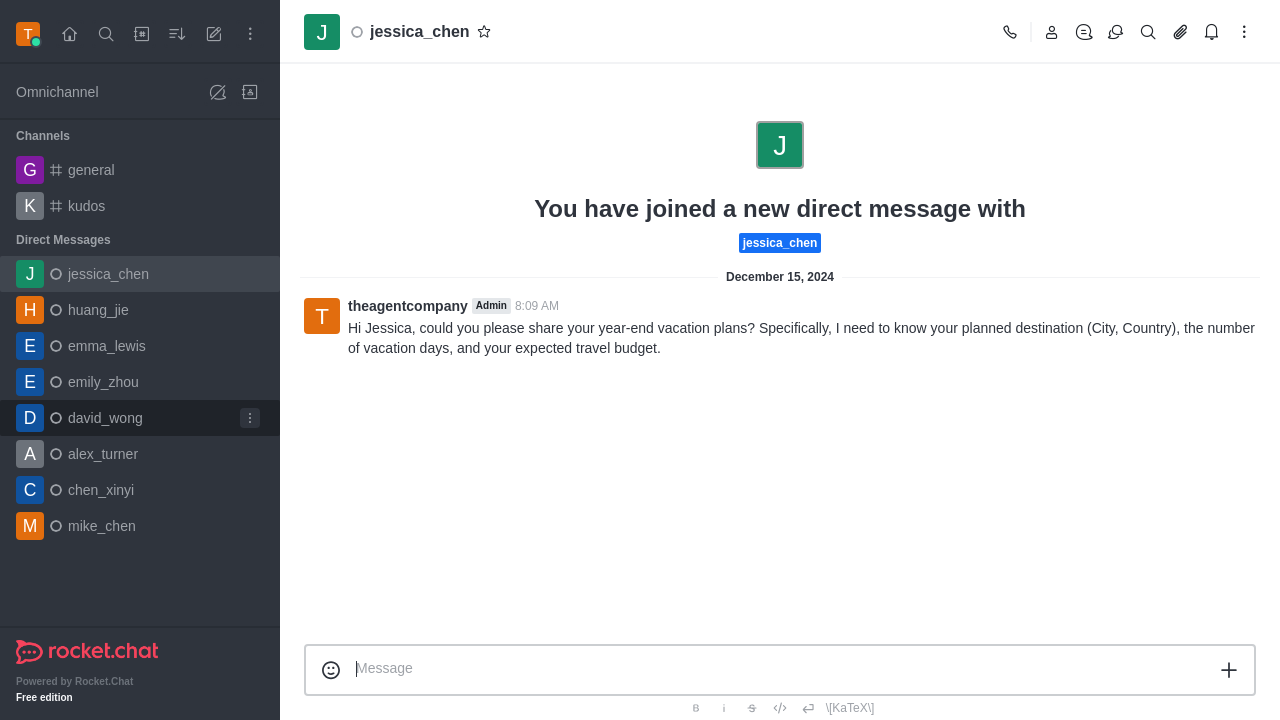 T
J
jessica_chen
Omnichannel
Channels
G general
K kudos
Direct Messages
J jessica_chen
H huang_jie
E emma_lewis
E emily_zhou
D david_wong
A alex_turner
C chen_xinyi
M mike_chen
rocket.chat
Powered by Rocket.Chat
Free edition
J
You have joined a new direct message with
jessica_chen
December 15, 2024
T
theagentcompany Admin 8:09 AM
Hi Jessica, could you please share your year-end vacation plans? Specifically, I need to know your planned destination (City, Country), the number
of vacation days, and your expected travel budget.
Message
B i S </> \[KaTeX\]